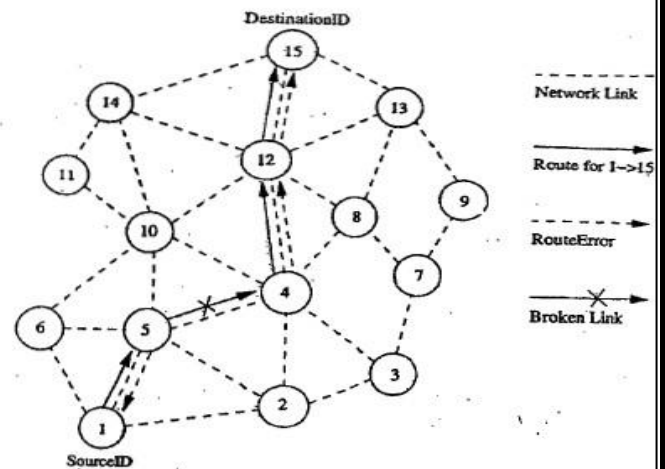 DestinationID
15
14
13
Network Link
12
11
Route for 1->15
9
8
10
RouteError
7
4
6
5
Broken Link
3
2
1
SourceID